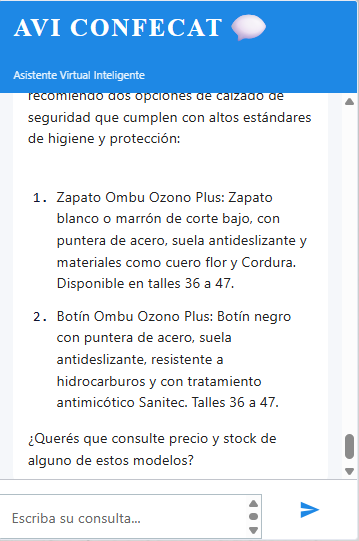 AVI CONFECAT
Asistente Virtual Inteligente
recomiendo dos opciones de calzado de
seguridad que cumplen con altos estándares
de higiene y protección:
1. Zapato Ombu Ozono Plus: Zapato
blanco o marrón de corte bajo, con
puntera de acero, suela antideslizante y
materiales como cuero flor y Cordura.
Disponible en talles 36 a 47.
2. Botín Ombu Ozono Plus: Botín negro
con puntera de acero, suela
antideslizante, resistente a
hidrocarburos y con tratamiento
antimicótico Sanitec. Talles 36 a 47.
¿Querés que consulte precio y stock de
alguno de estos modelos?
Escriba su consulta...